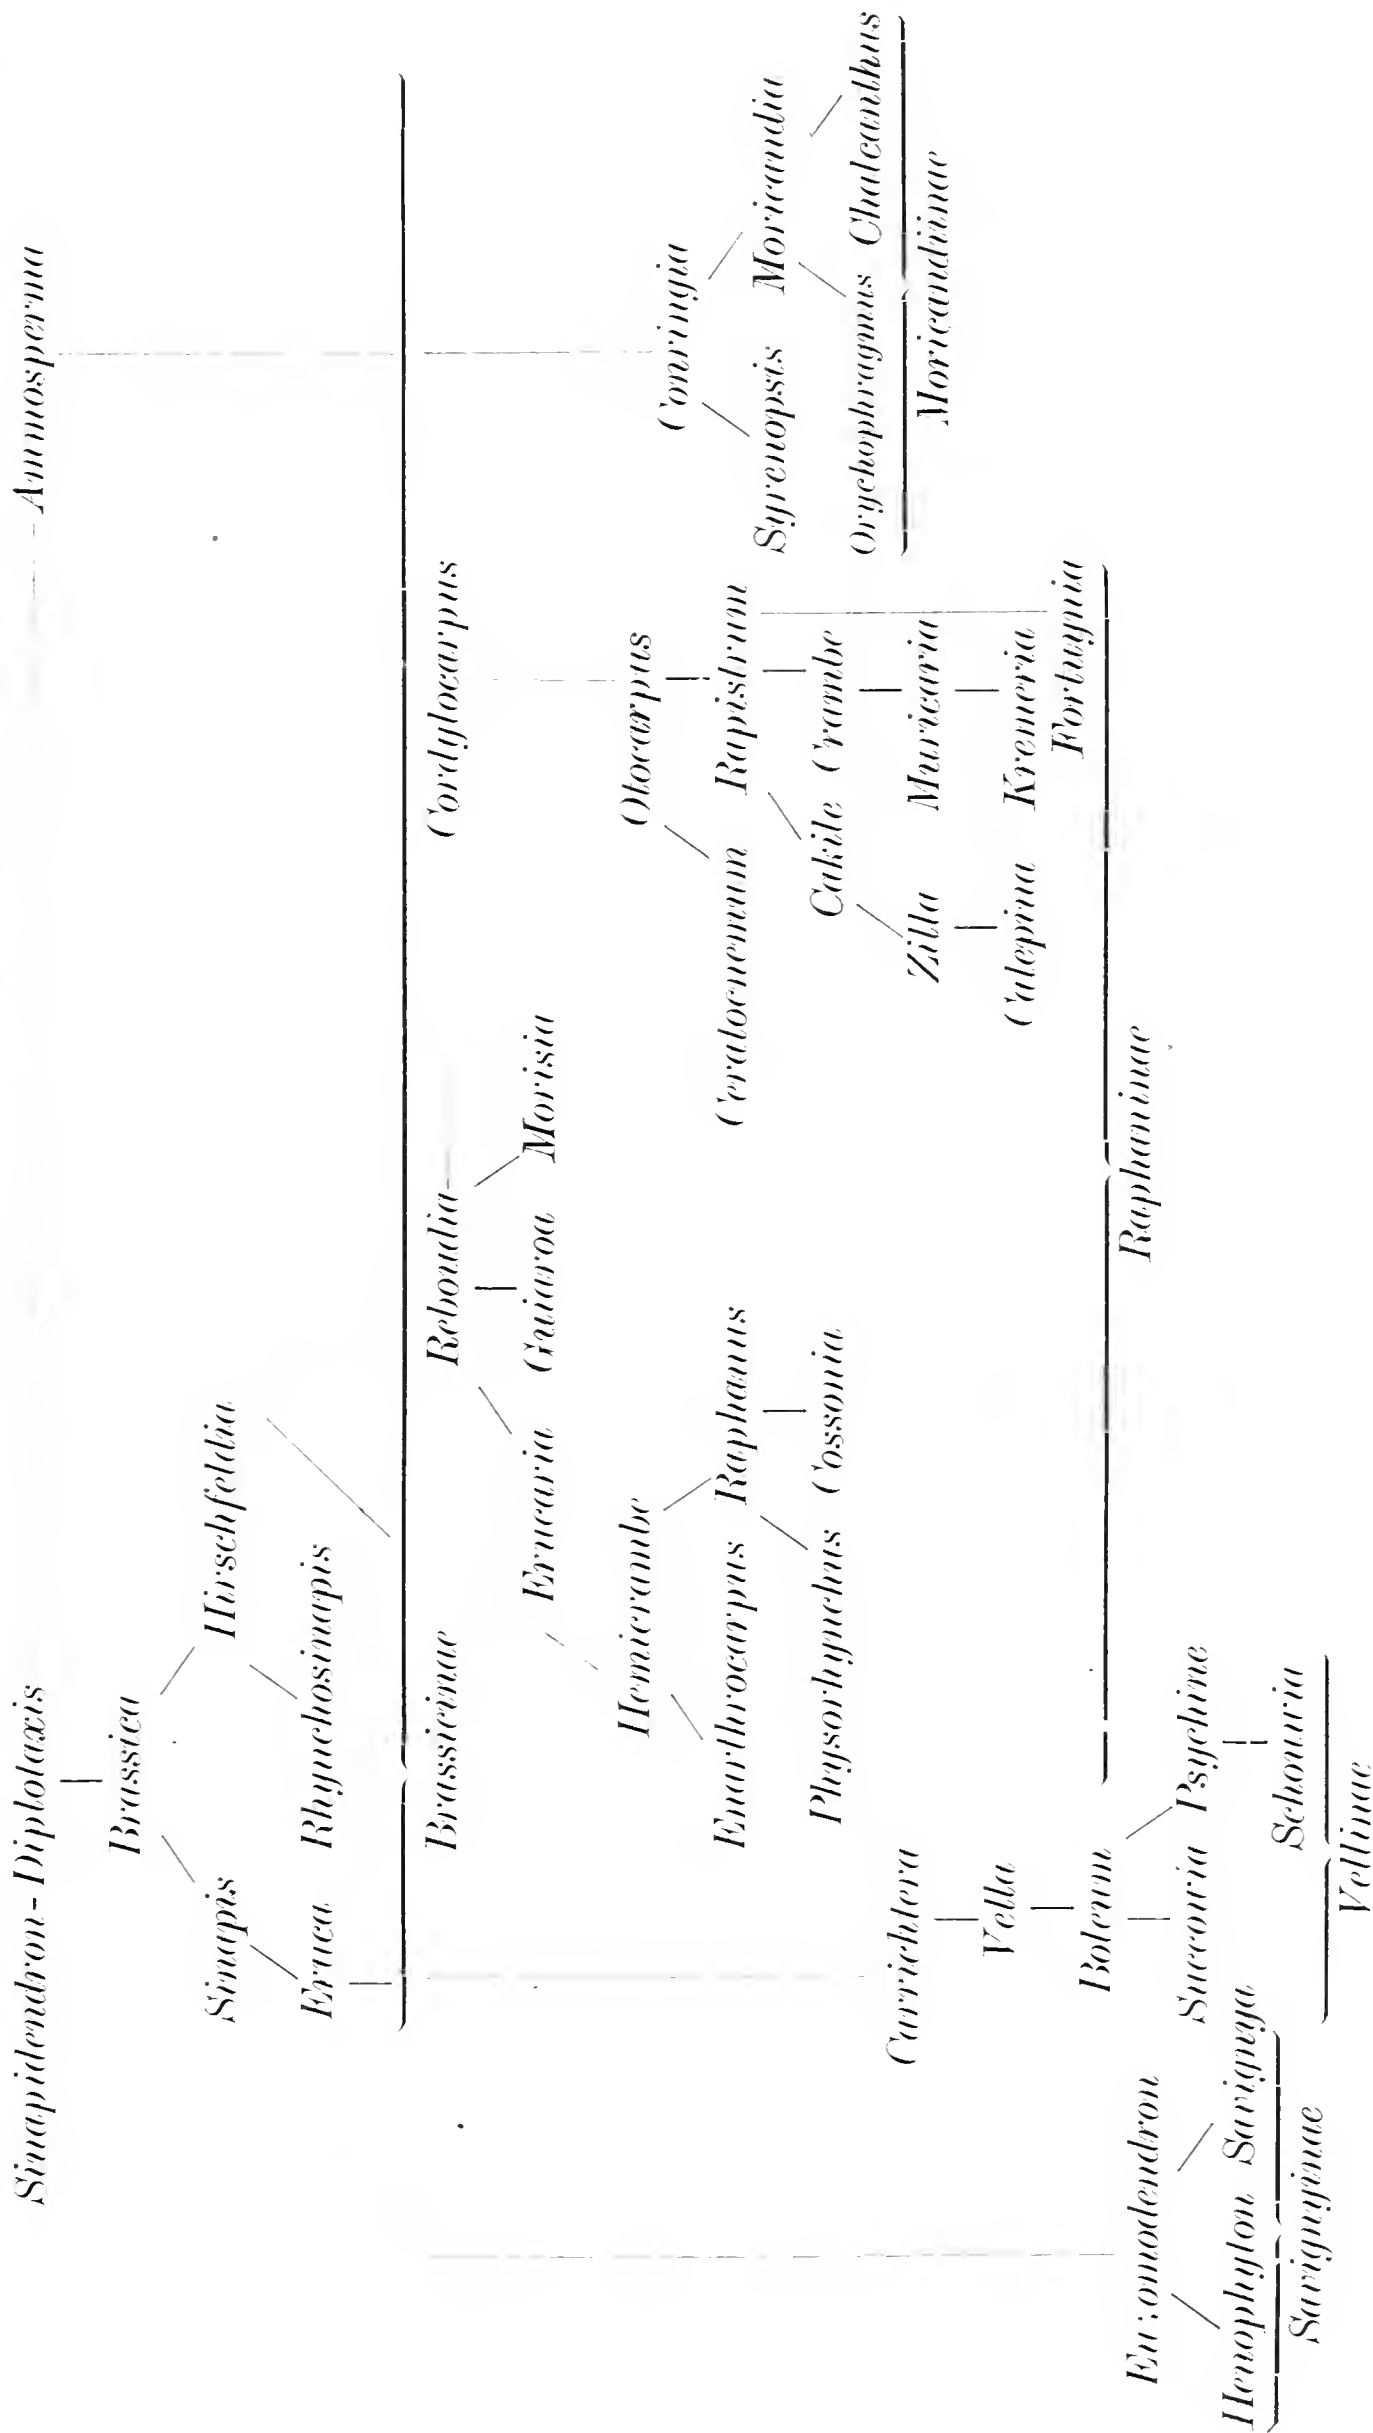 Sinapidendron-Diplotaxis Ammosperma
Brassica
Sinapis Hirschfeldia
Eruca Rhynchosinapis
Brassicinae Reboudia Cordylocarpus
Erucaria Guiaroa Morisia
Hemicrambe Otocarpus Conringia
Enarthrocarpus Raphanus Ceratocnemum Rapistrum Syrenopsis Moricandia
Physorhynchus Cossonia Cakile Crambe Orychophragmus Chalcanthus
Carrichtera Zilla Muricaria Moricandiinae
Vella Calepina Kremeria
Boleum Fortuynia
Euzomodendron Raphaninae
Succowia Psychine
Henophyton Savignya Schouwia
Savignyinae Vellinae